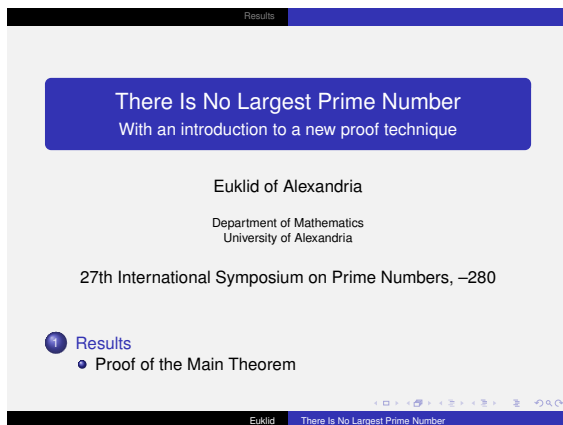 Results
There Is No Largest Prime Number
With an introduction to a new proof technique
Euklid of Alexandria
Department of Mathematics
University of Alexandria
27th International Symposium on Prime Numbers, –280
1 Results
Proof of the Main Theorem
Euklid There Is No Largest Prime Number